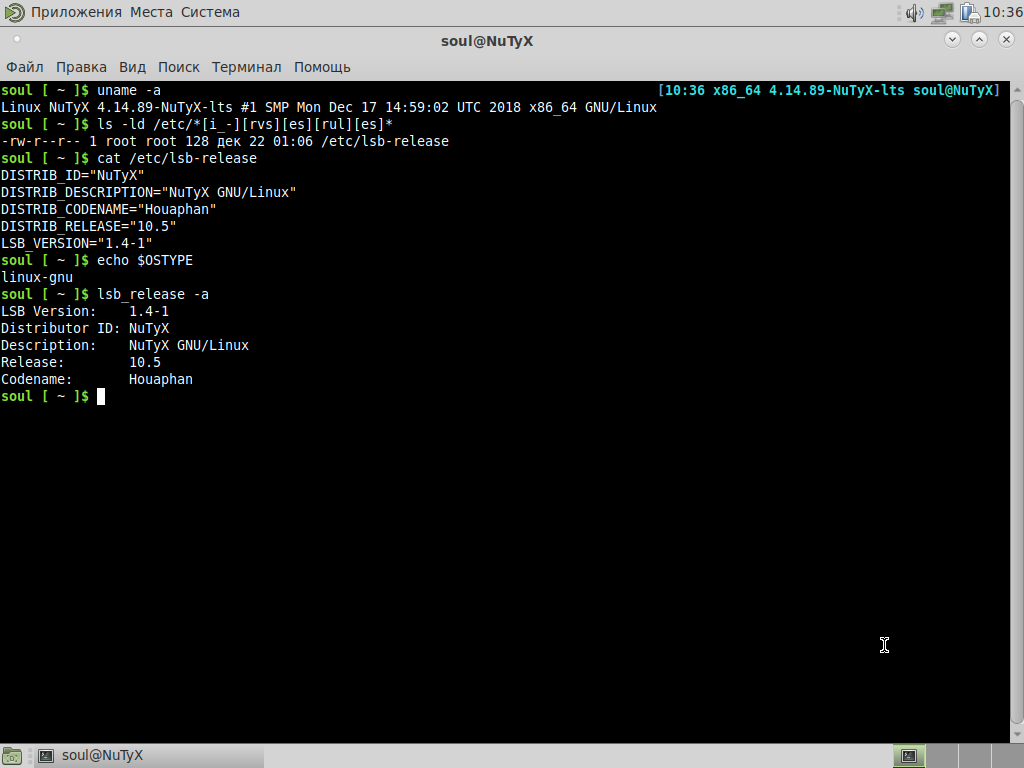 Приложения Места Система 10:36
soul@NuTyX
Файл Правка Вид Поиск Терминал Помощь
soul [ ~ ]$ uname -a [10:36 x86_64 4.14.89-NuTyX-lts soul@NuTyX]
Linux NuTyX 4.14.89-NuTyX-lts #1 SMP Mon Dec 17 14:59:02 UTC 2018 x86_64 GNU/Linux
soul [ ~ ]$ ls -ld /etc/*[i_-][rvs][es][rul][es]*
-rw-r--r-- 1 root root 128 дек 22 01:06 /etc/lsb-release
soul [ ~ ]$ cat /etc/lsb-release
DISTRIB_ID="NuTyX"
DISTRIB_DESCRIPTION="NuTyX GNU/Linux"
DISTRIB_CODENAME="Houaphan"
DISTRIB_RELEASE="10.5"
LSB_VERSION="1.4-1"
soul [ ~ ]$ echo $OSTYPE
linux-gnu
soul [ ~ ]$ lsb_release -a
LSB Version:    1.4-1
Distributor ID: NuTyX
Description:    NuTyX GNU/Linux
Release:        10.5
Codename:       Houaphan
soul [ ~ ]$
soul@NuTyX